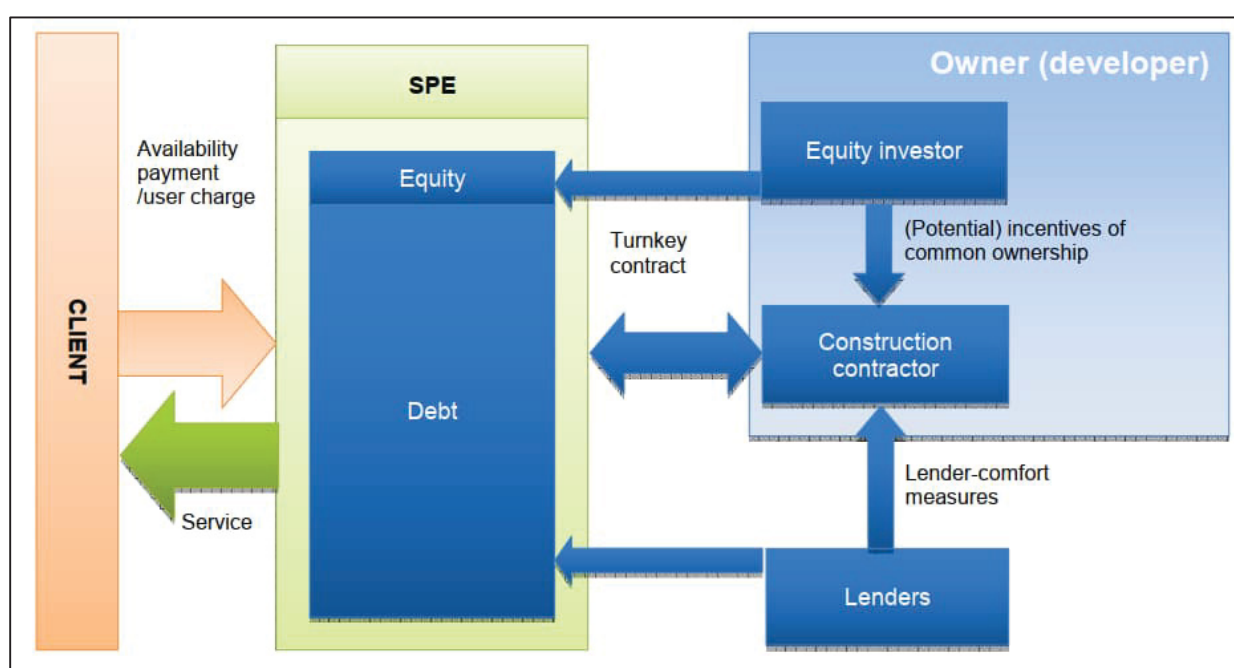 Owner (developer)
SPE
Availability
payment
/user charge
Equity
Equity investor
Turnkey
contract
(Potential) incentives of
common ownership
CLIENT
Construction
contractor
Debt
Lender-comfort
measures
Service
Lenders